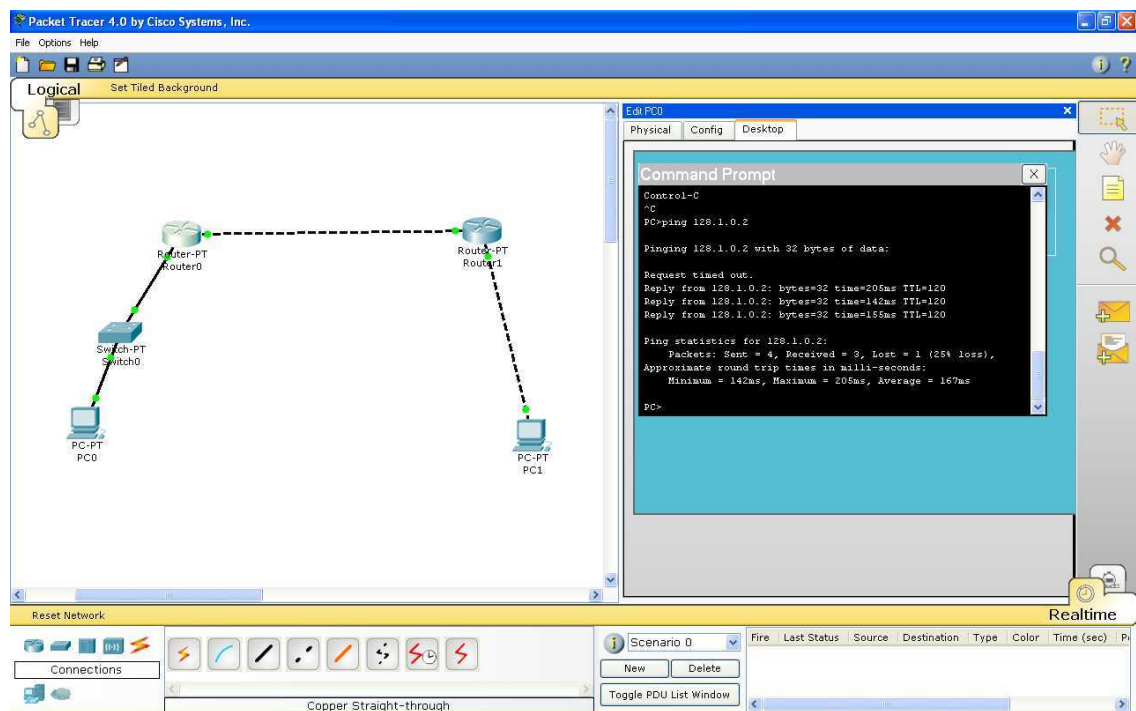 Packet Tracer 4.0 by Cisco Systems, Inc.
File Options Help
Logical
Set Tiled Background
Router-PT
Router0
Router-PT
Router1
Switch-PT
Switch0
PC-PT
PC0
PC-PT
PC1
Edit PC0
Physical Config Desktop
Command Prompt
X
Control-C
^C
PC>ping 128.1.0.2
Pinging 128.1.0.2 with 32 bytes of data:
Request timed out.
Reply from 128.1.0.2: bytes=32 time=205ms TTL=120
Reply from 128.1.0.2: bytes=32 time=142ms TTL=120
Reply from 128.1.0.2: bytes=32 time=155ms TTL=120
Ping statistics for 128.1.0.2:
Packets: Sent = 4, Received = 3, Lost = 1 (25% loss),
Approximate round trip times in milli-seconds:
Minimum = 142ms, Maximum = 205ms, Average = 167ms
PC>
Reset Network
Realtime
Connections
Copper Straight-through
Scenario 0
New Delete
Toggle PDU List Window
Fire Last Status Source Destination Type Color Time (sec)